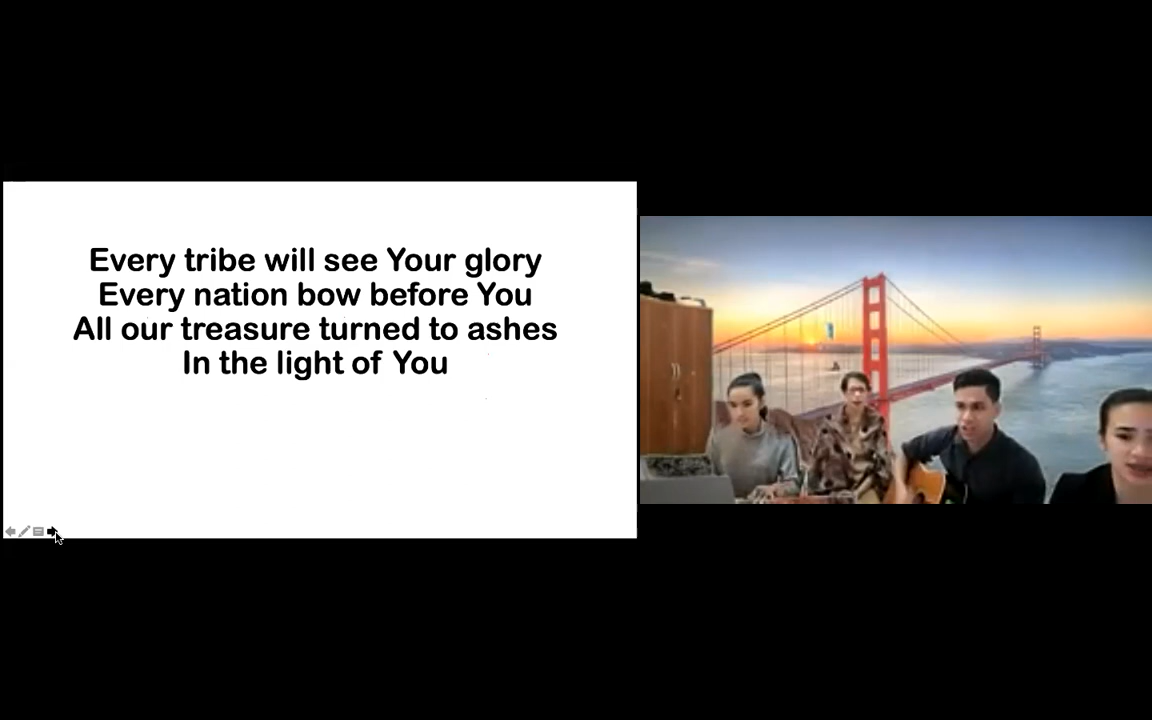 Every tribe will see Your glory
Every nation bow before You
All our treasure turned to ashes
In the light of You